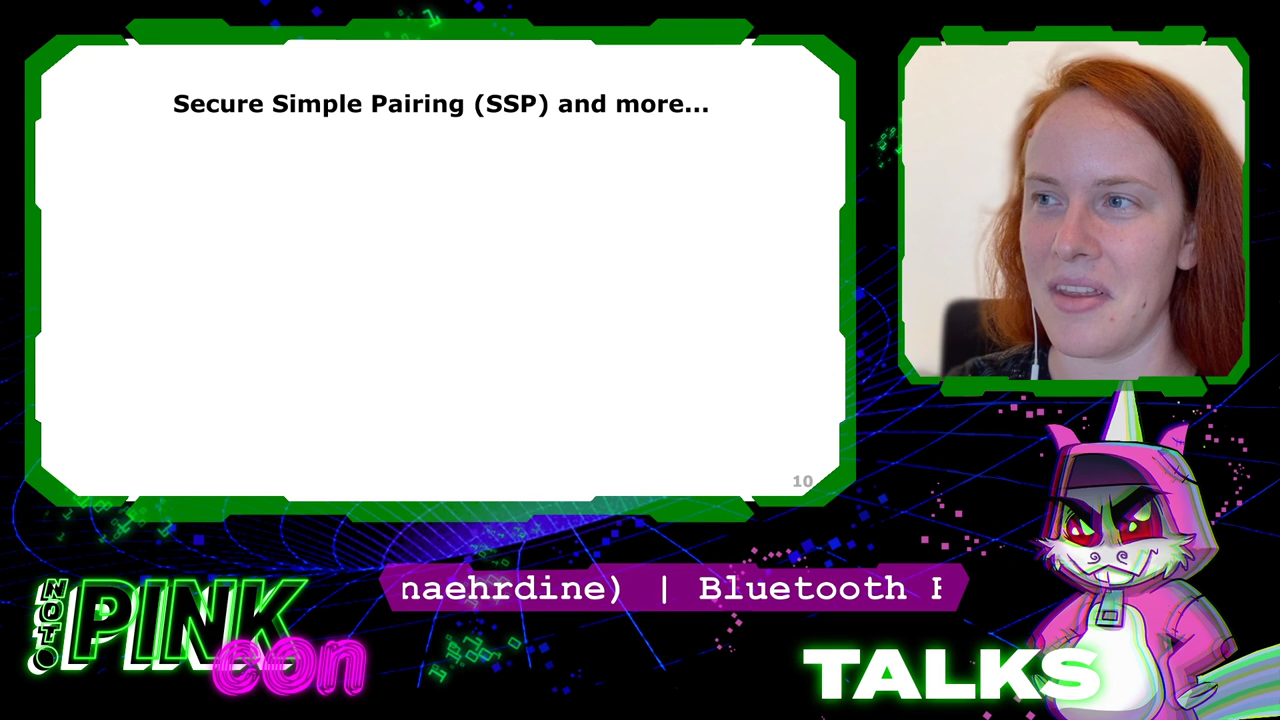 Secure Simple Pairing (SSP) and more...
10
naehrdine) | Bluetooth
NOT
PINK
con
TALKS